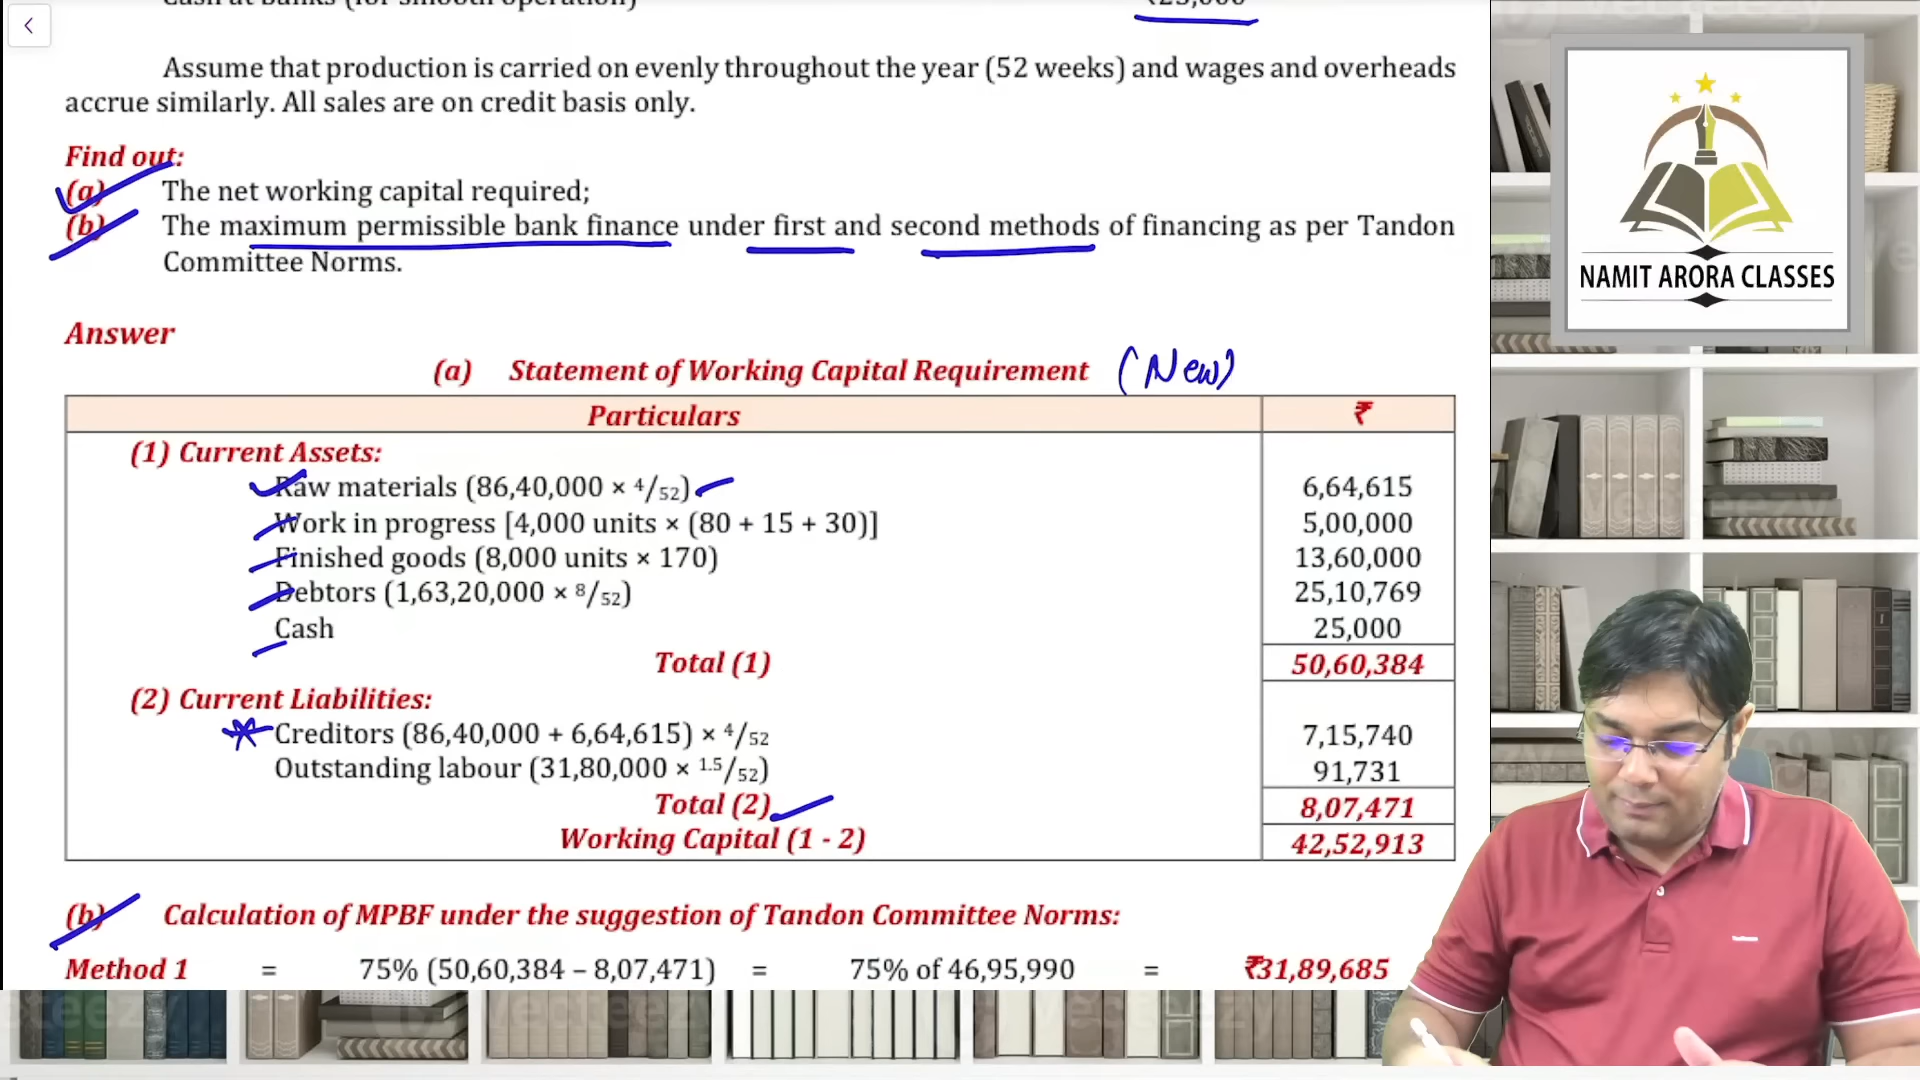 Cash at banks (for smooth operation) ₹25,000
Assume that production is carried on evenly throughout the year (52 weeks) and wages and overheads
accrue similarly. All sales are on credit basis only.
Find out:
(a) The net working capital required;
(b) The maximum permissible bank finance under first and second methods of financing as per Tandon
Committee Norms.
Answer
(a) Statement of Working Capital Requirement (New)
Particulars ₹
(1) Current Assets:
Raw materials (86,40,000 × 4/52) 6,64,615
Work in progress [4,000 units × (80 + 15 + 30)] 5,00,000
Finished goods (8,000 units × 170) 13,60,000
Debtors (1,63,20,000 × 8/52) 25,10,769
Cash 25,000
Total (1) 50,60,384
(2) Current Liabilities:
Creditors (86,40,000 + 6,64,615) × 4/52 7,15,740
Outstanding labour (31,80,000 × 1.5/52) 91,731
Total (2) 8,07,471
Working Capital (1 - 2) 42,52,913
(b) Calculation of MPBF under the suggestion of Tandon Committee Norms:
Method 1 = 75% (50,60,384 – 8,07,471) = 75% of 46,95,990 = ₹31,89,685
NAMIT ARORA CLASSES